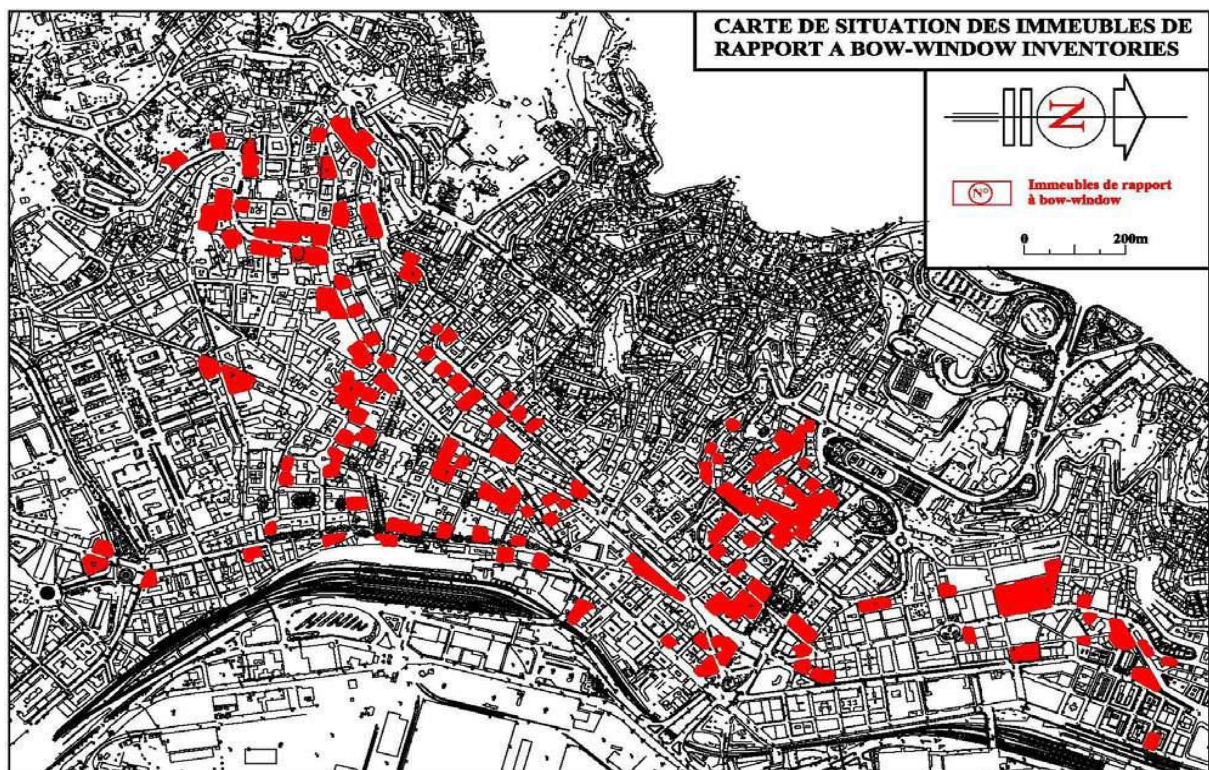 CARTE DE SITUATION DES IMMEUBLES DE
RAPPORT A BOW-WINDOW INVENTORIES
N
N°
Immeubles de rapport
à bow-window
0 200m